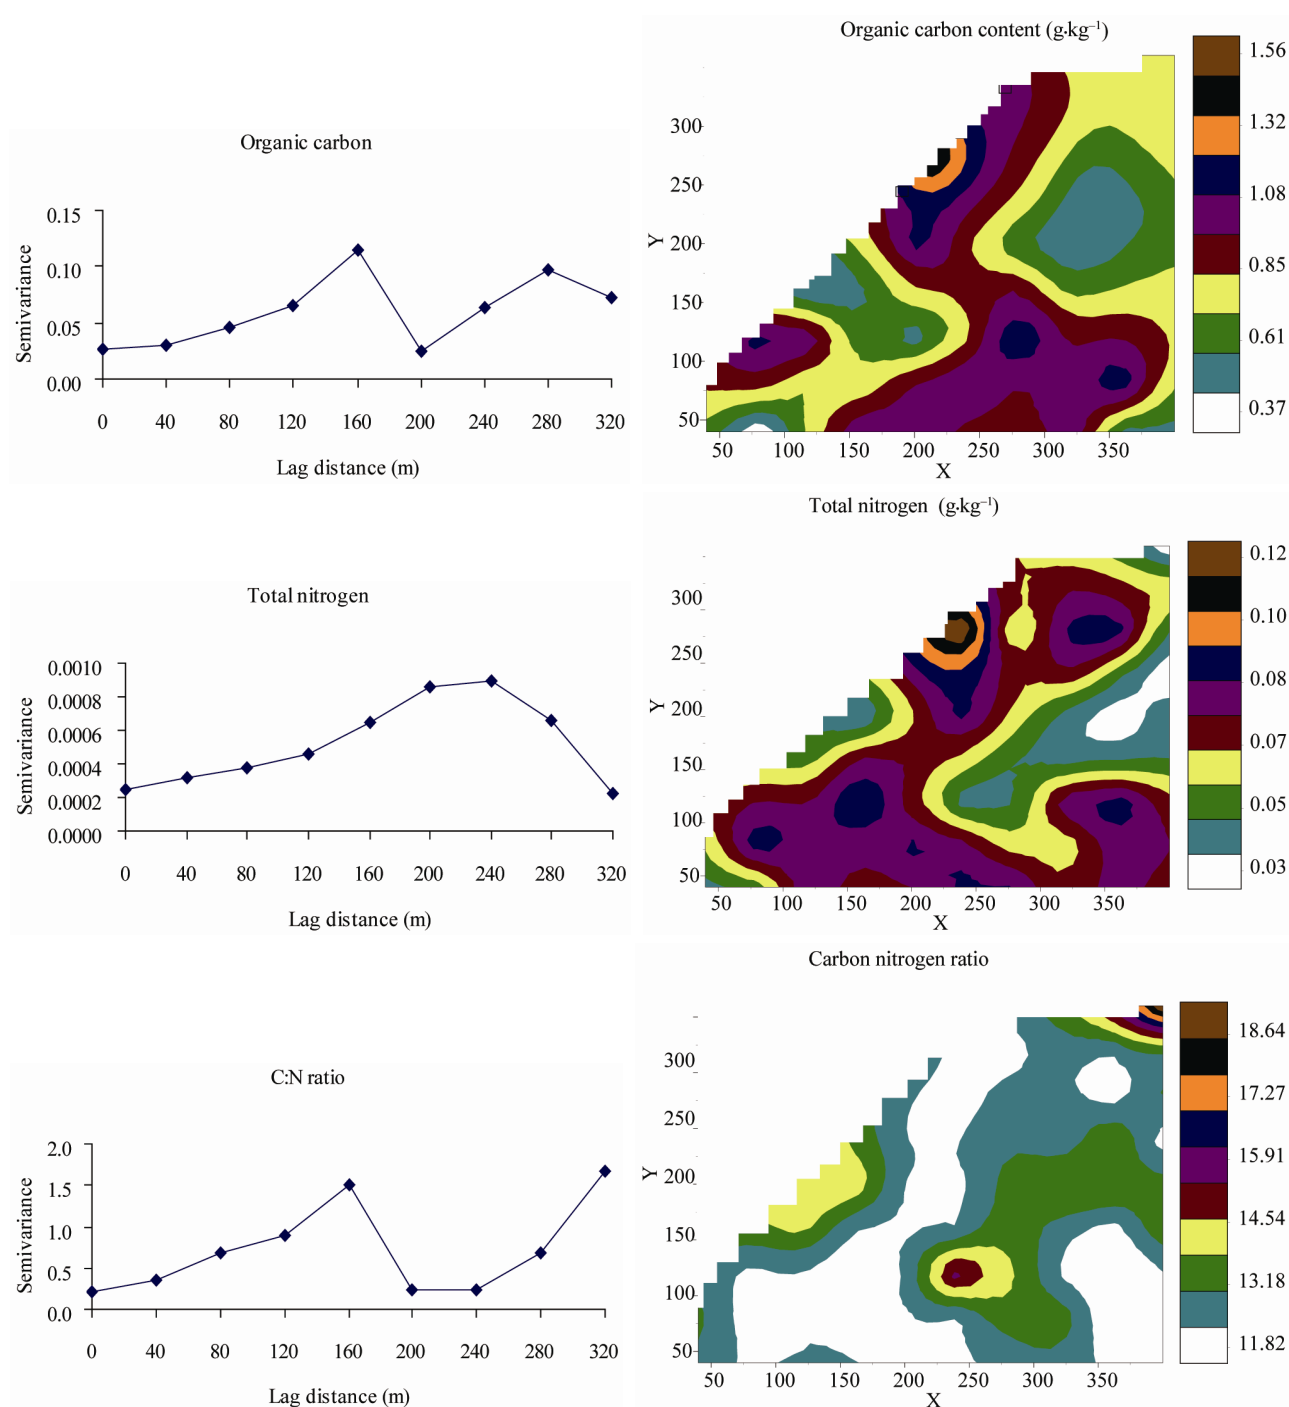 Organic carbon
Semivariance
0.15
0.10
0.05
0.00
0 40 80 120 160 200 240 280 320
Lag distance (m)
Organic carbon content (g·kg⁻¹)
Y
300
250
200
150
100
50
50 100 150 200 250 300 350
X
1.56
1.32
1.08
0.85
0.61
0.37
Total nitrogen
Semivariance
0.0010
0.0008
0.0006
0.0004
0.0002
0.0000
0 40 80 120 160 200 240 280 320
Lag distance (m)
Total nitrogen (g·kg⁻¹)
Y
300
250
200
150
100
50
50 100 150 200 250 300 350
X
0.12
0.10
0.08
0.07
0.05
0.03
C:N ratio
Semivariance
2.0
1.5
1.0
0.5
0.0
0 40 80 120 160 200 240 280 320
Lag distance (m)
Carbon nitrogen ratio
Y
300
250
200
150
100
50
50 100 150 200 250 300 350
X
18.64
17.27
15.91
14.54
13.18
11.82